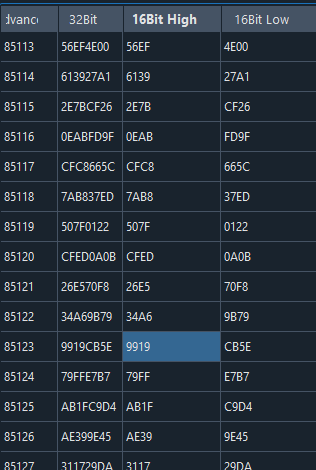 dvance 32Bit 16Bit High 16Bit Low
85113 56EF4E00 56EF 4E00
85114 613927A1 6139 27A1
85115 2E7BCF26 2E7B CF26
85116 0EABFD9F 0EAB FD9F
85117 CFC8665C CFC8 665C
85118 7AB837ED 7AB8 37ED
85119 507F0122 507F 0122
85120 CFED0A0B CFED 0A0B
85121 26E570F8 26E5 70F8
85122 34A69B79 34A6 9B79
85123 9919CB5E 9919 CB5E
85124 79FFE7B7 79FF E7B7
85125 AB1FC9D4 AB1F C9D4
85126 AE399E45 AE39 9E45
85127 311729DA 3117 29DA